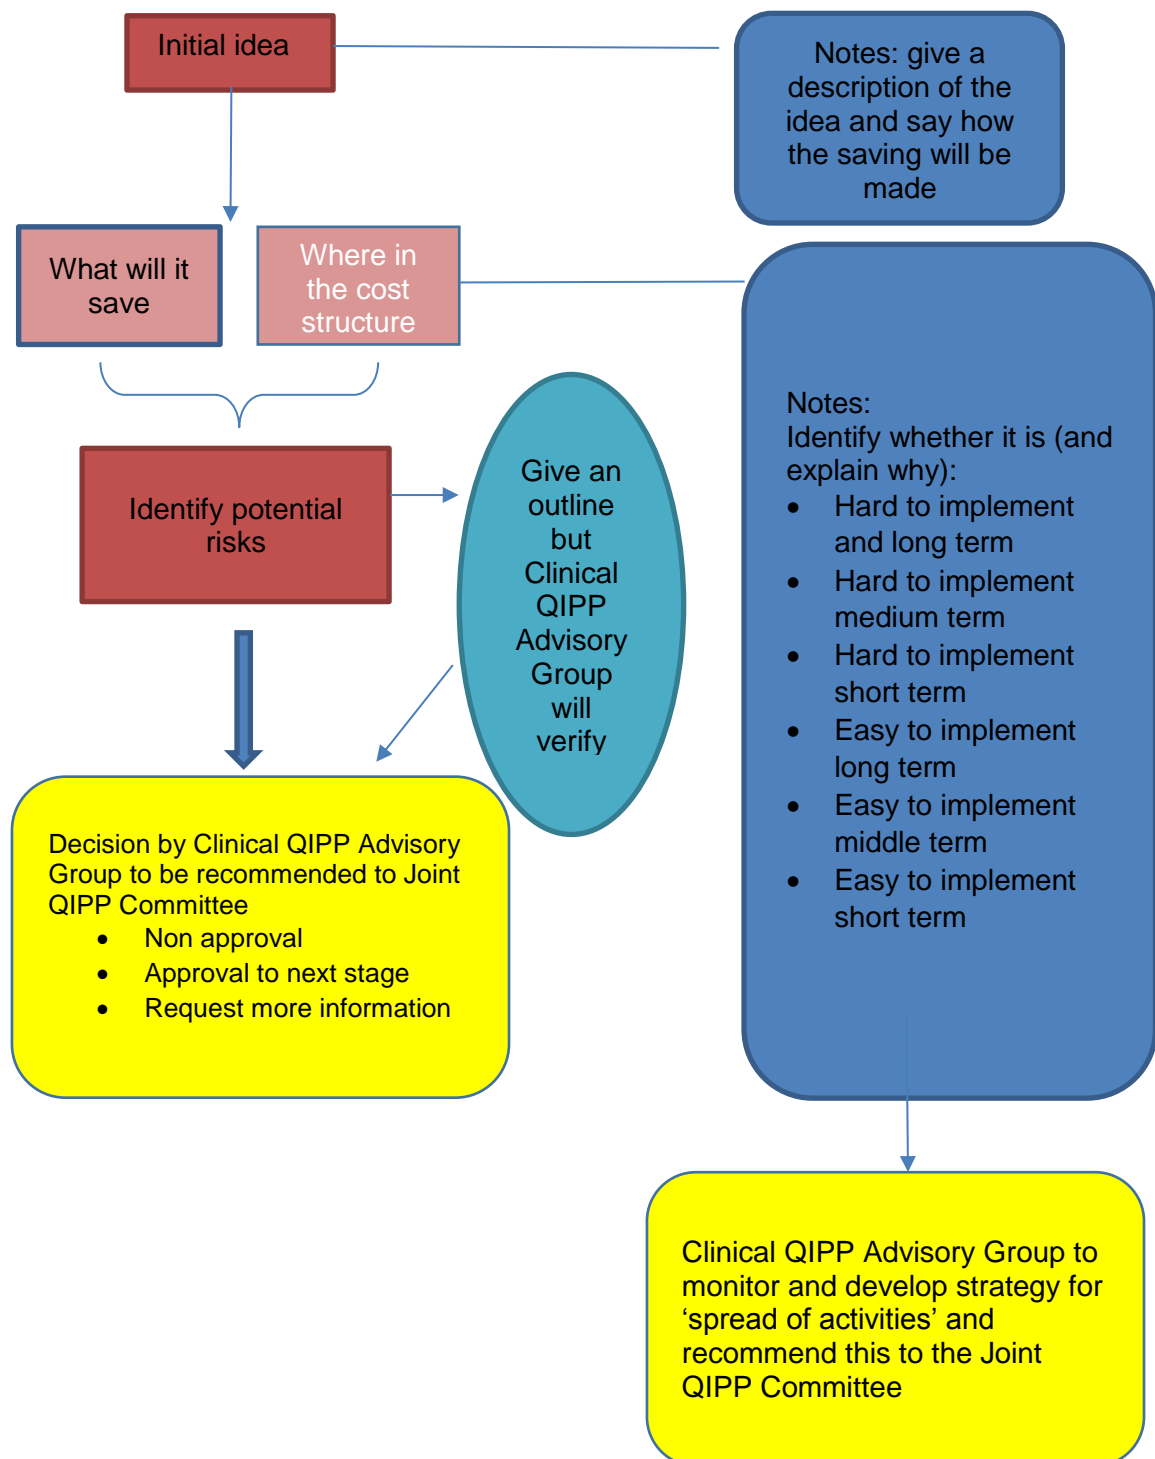 Initial idea
Notes: give a
description of the
idea and say how
the saving will be
made
What will it
save
Where in
the cost
structure
Identify potential
risks
Give an
outline
but
Clinical
QIPP
Advisory
Group
will
verify
Notes:
Identify whether it is (and
explain why):
• Hard to implement
and long term
• Hard to implement
medium term
• Hard to implement
short term
• Easy to implement
long term
• Easy to implement
middle term
• Easy to implement
short term
Decision by Clinical QIPP Advisory
Group to be recommended to Joint
QIPP Committee
• Non approval
• Approval to next stage
• Request more information
Clinical QIPP Advisory Group to
monitor and develop strategy for
‘spread of activities’ and
recommend this to the Joint
QIPP Committee